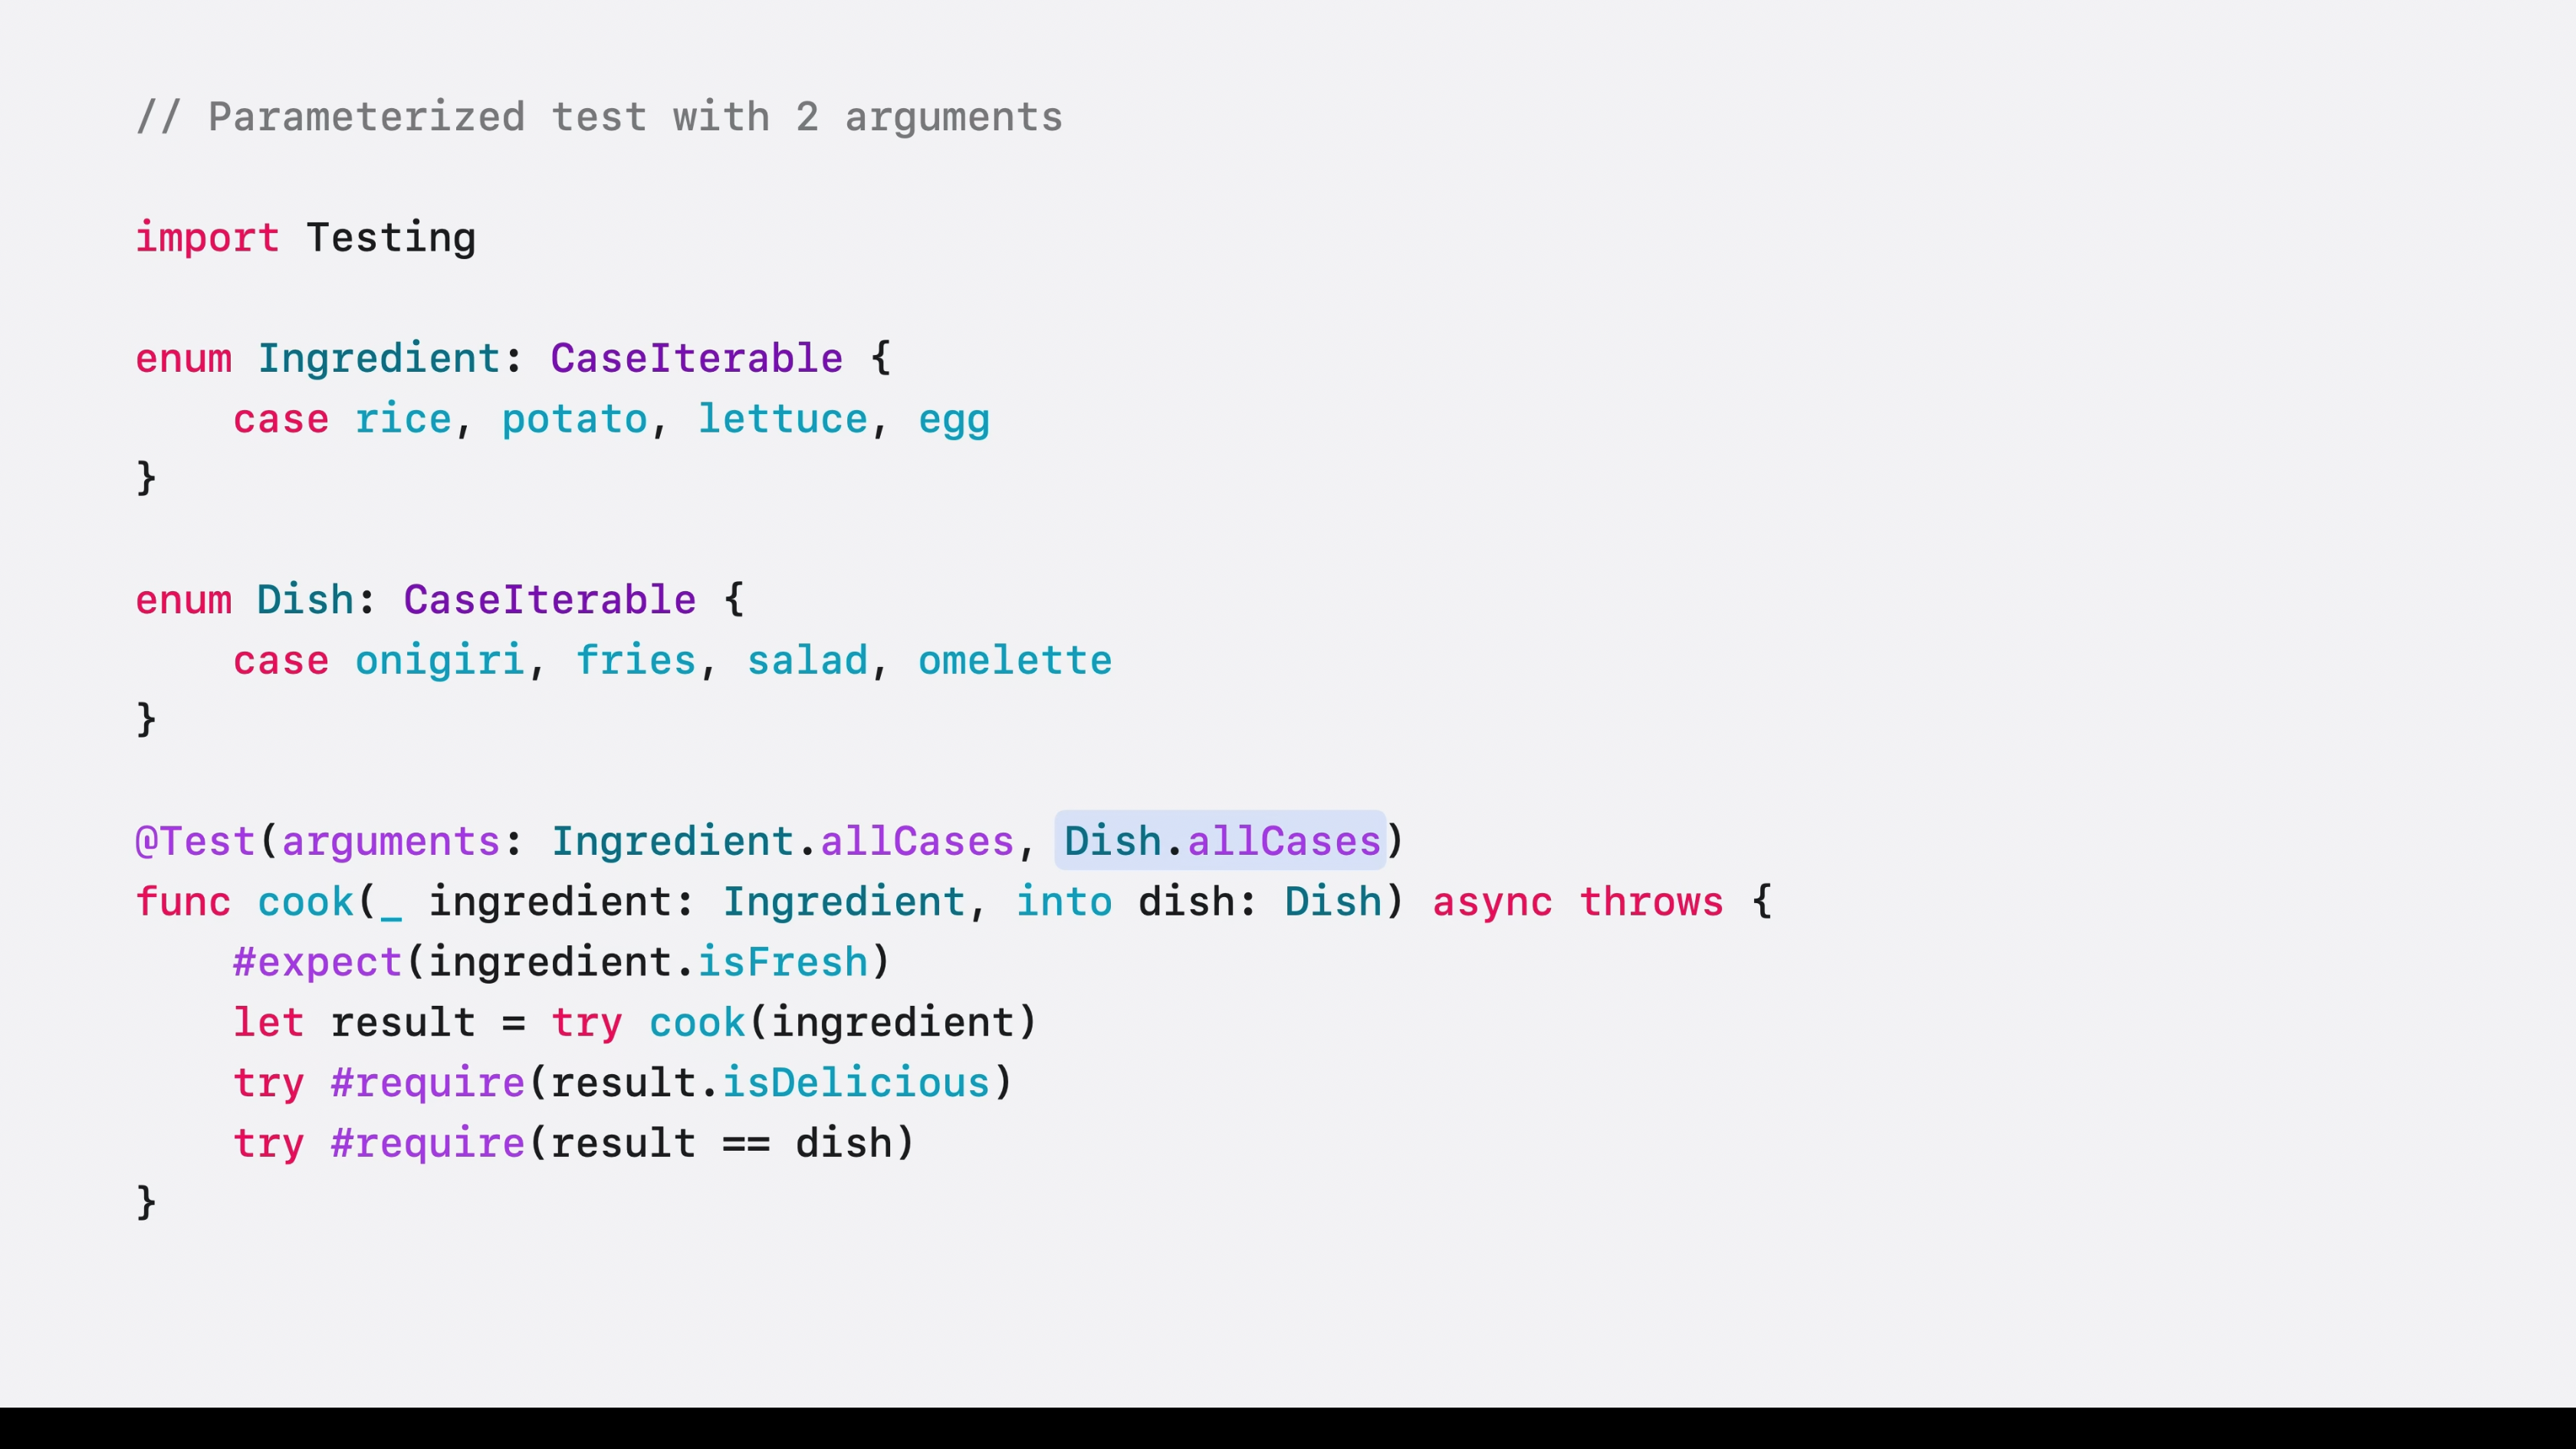 // Parameterized test with 2 arguments
import Testing
enum Ingredient: CaseIterable {
    case rice, potato, lettuce, egg
}
enum Dish: CaseIterable {
    case onigiri, fries, salad, omelette
}
@Test(arguments: Ingredient.allCases, Dish.allCases)
func cook(_ ingredient: Ingredient, into dish: Dish) async throws {
    #expect(ingredient.isFresh)
    let result = try cook(ingredient)
    try #require(result.isDelicious)
    try #require(result == dish)
}